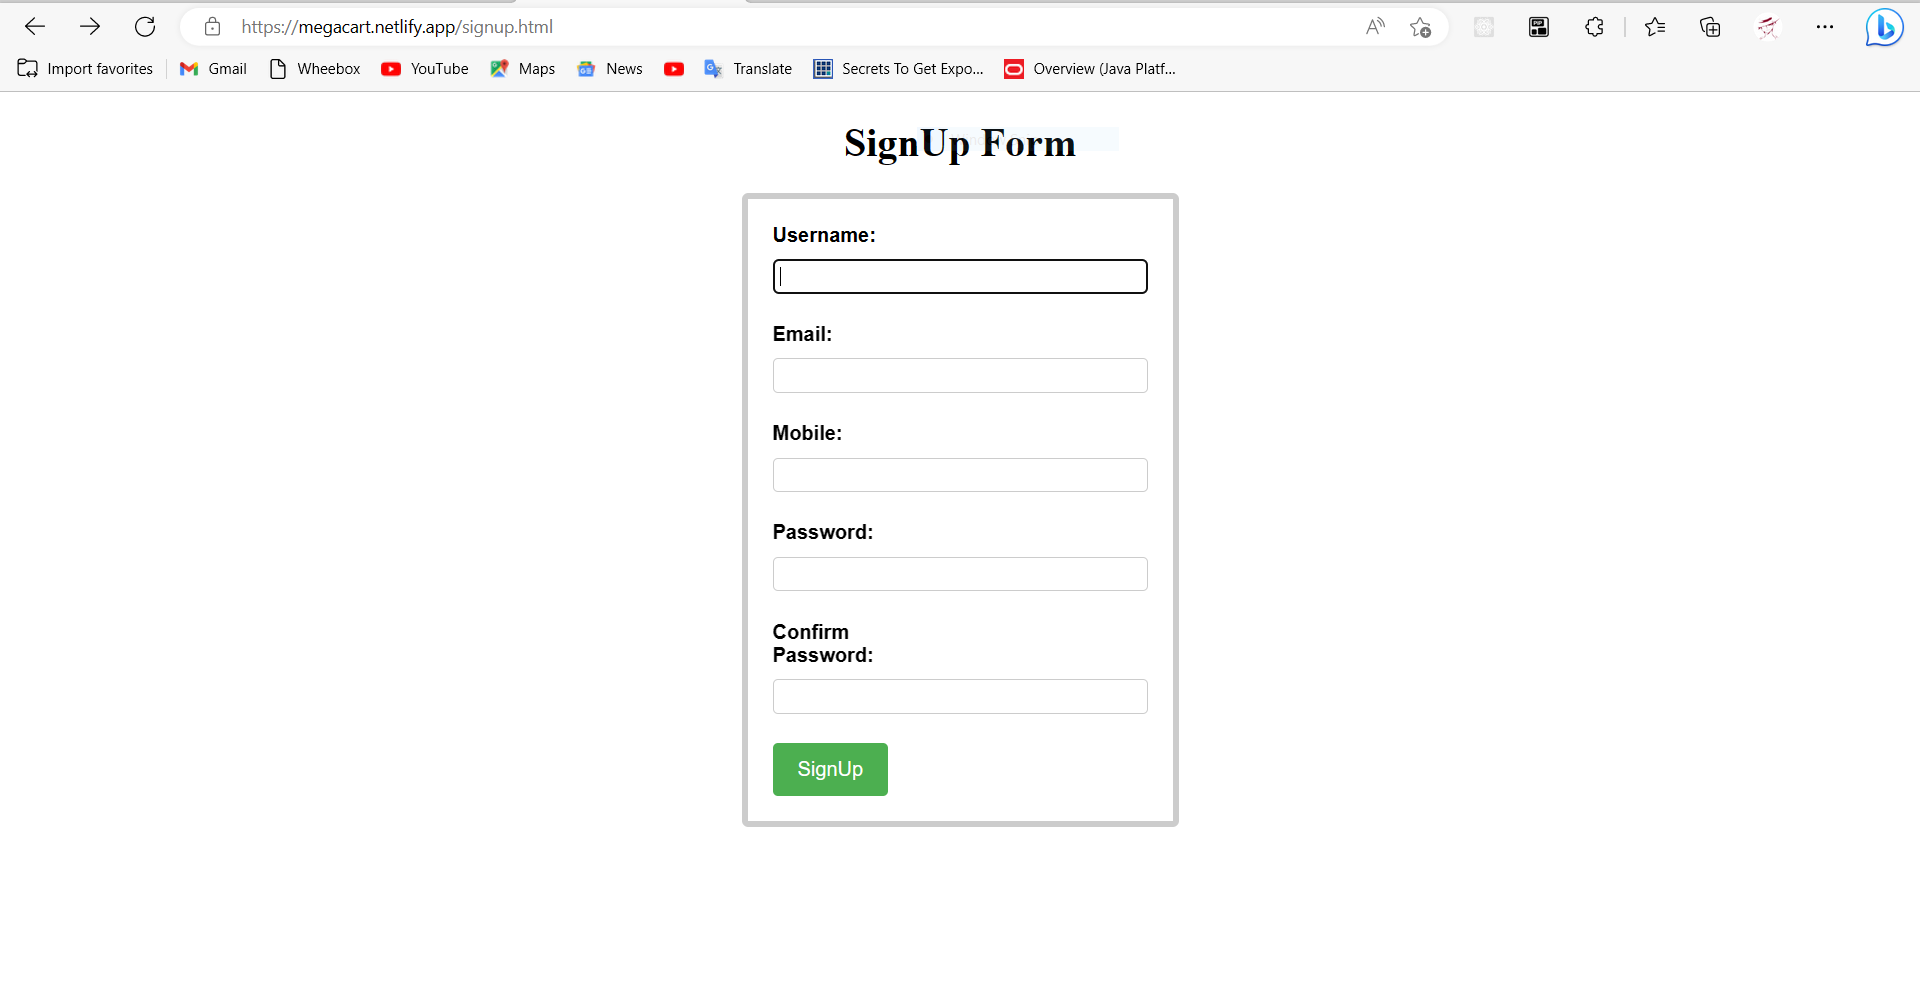 https://megacart.netlify.app/signup.html
Import favorites Gmail Wheebox YouTube Maps News Translate Secrets To Get Expo... Overview (Java Platf...
SignUp Form
Username:
Email:
Mobile:
Password:
Confirm
Password:
SignUp